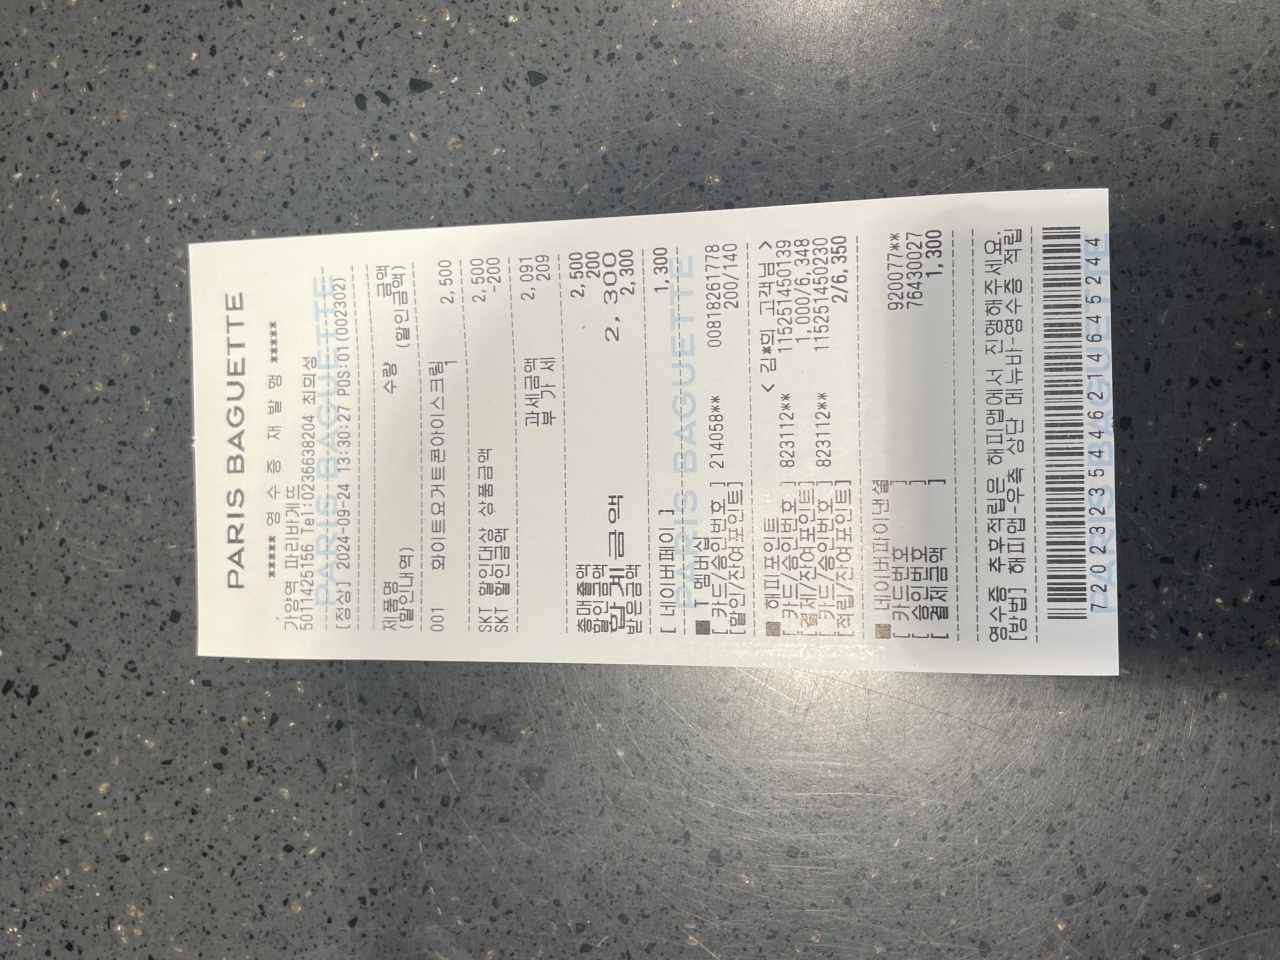 PARIS BAGUETTE
***** 영 수 증 재 발 행 *****
가양역 파리바게뜨
5011425156 Tel:0236638204 최의성
[정상] 2024-09-24 13:30:27 POS:01(002302)
제품명 수량 금액
(할인내역) (할인금액)
001 화이트요거트콘아이스크림 1 2,500
SKT 할인대상 상품금액 2,500
SKT 할인금액 -200
과세금액 2,091
부 가 세 209
총매출액 2,500
할인금액 200
합계금액 2,300
받은금액 2,300
[ 네이버페이 ] 1,300
■ T 멤버십
[ 카드/승인번호 ] 214058** 00818261778
[할인/잔여포인트] 200/140
■ 해피포인트 < 김*의 고객님 >
[ 카드/승인번호 ] 823112** 115251450139
[결제/잔여포인트] 1,000/6,348
[ 카드/승인번호 ] 823112** 115251450230
[적립/잔여포인트] 2/6,350
■ 네이버파이낸셜
[ 카드번호 ] 920077**
[ 승인번호 ] 76430027
[ 결제금액 ] 1,300
영수증 추후적립은 해피앱에서 진행해주세요.
[방법] 해피앱-우측 상단 메뉴바-영수증 적립
7202323544621464524 4